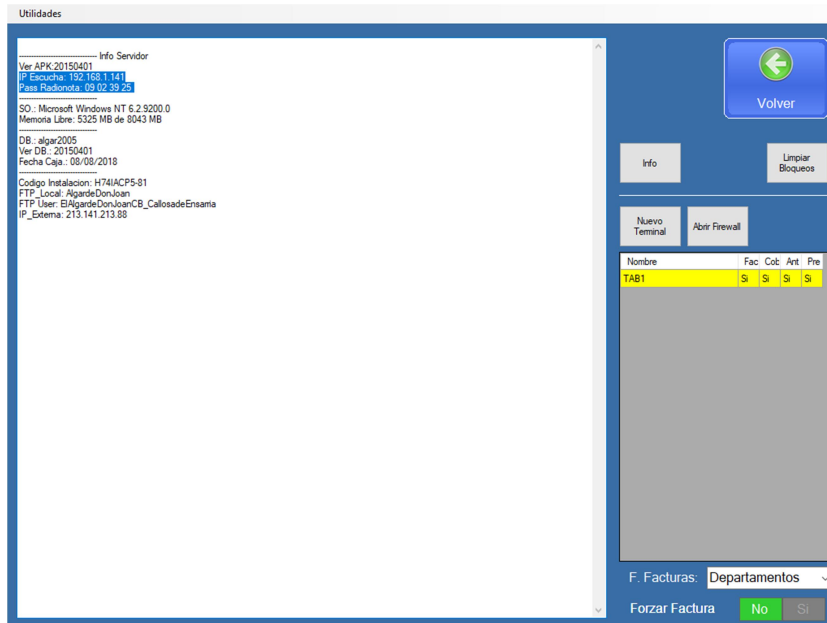 Utilidades
-------------------------- Info Servidor
Ver APK:20150401
IP Escucha: 192.168.1.141
Pass Radionota: 09 02 39 25
--------------------------
SO.: Microsoft Windows NT 6.2.9200.0
Memoria Libre: 5325 MB de 8043 MB
--------------------------
DB.: algar2005
Ver DB.: 20150401
Fecha Caja.: 08/08/2018
--------------------------
Codigo Instalacion: H74IACP5-81
FTP_Local: AlgardeDonJoan
FTP User: ElAlgardeDonJoanCB_CallosadeEnsarria
IP_Externa: 213.141.213.88
Volver
Info
Limpiar
Bloqueos
Nuevo
Terminal
Abrir Firewall
Nombre Fac Cob Ant Pre
TAB1 Si Si Si Si
F. Facturas: Departamentos
Forzar Factura No Si